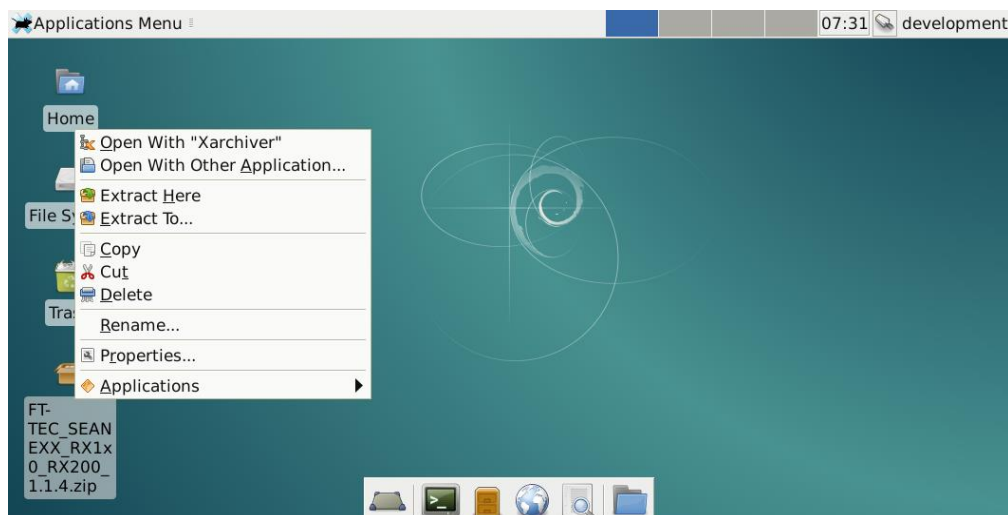 Applications Menu
07:31
development
Home
Open With "Xarchiver"
Open With Other Application...
Extract Here
Extract To...
Copy
Cut
Delete
Rename...
Properties...
Applications
File Sy
Tra
FT-
TEC_SEAN
EXX_RX1x
0_RX200_
1.1.4.zip
>_